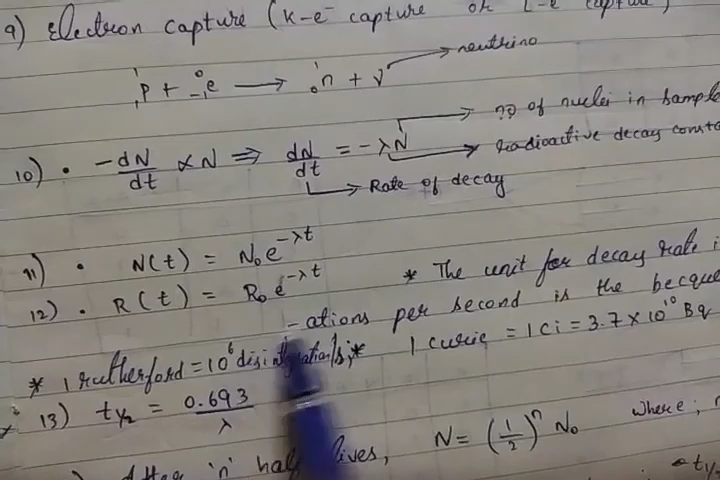 9) Electron capture (K-e⁻ capture or L-e⁻ capture)
¹₁p + ⁰₋₁e → ¹₀n + ν → neutrino
→ no of nuclei in sample
10) • -dN/dt ∝ N ⇒ dN/dt = -λN → Radioactive decay consta
→ Rate of decay
11) • N(t) = N₀e^-λt
12) • R(t) = R₀e^-λt * The unit for decay rate i
-ations per second is the becque
* 1 rutherford = 10⁶ disintegrations/s; * 1 curie = 1 Ci = 3.7 × 10¹⁰ Bq
* 13) t½ = 0.693/λ
After 'n' half lives, N = (1/2)ⁿ N₀ where;
t½